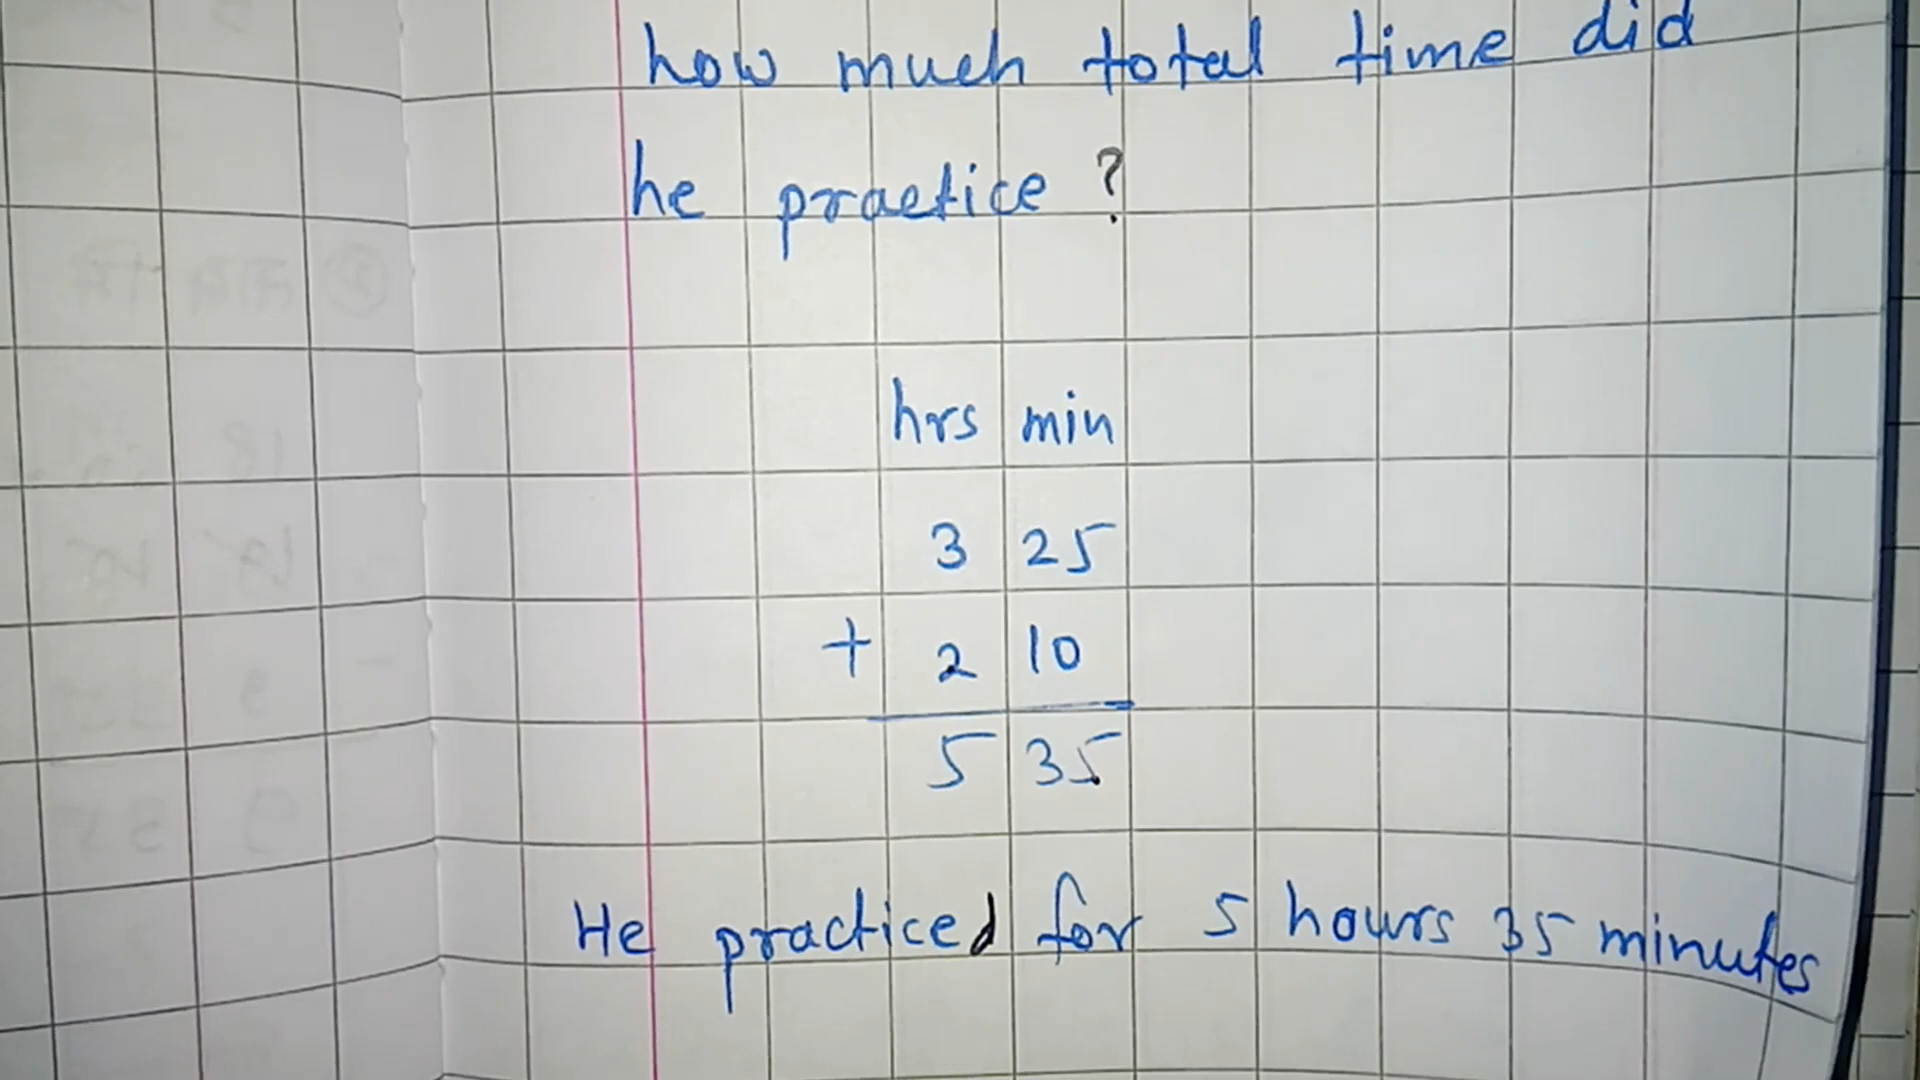 how much total time did
he practice ?
hrs min
3 25
+ 2 10
5 35
He practiced for 5 hours 35 minutes